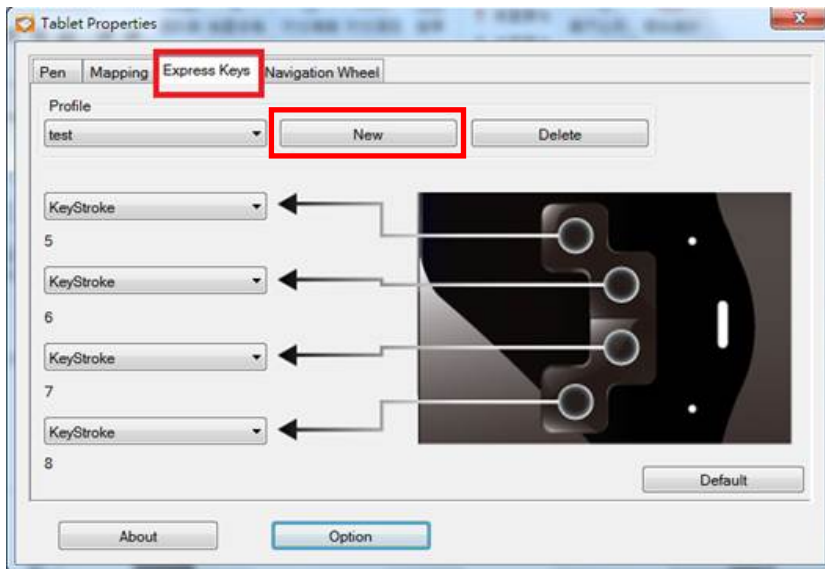 Tablet Properties
Pen Mapping Express Keys Navigation Wheel
Profile
test New Delete
KeyStroke
5
KeyStroke
6
KeyStroke
7
KeyStroke
8
Default
About Option